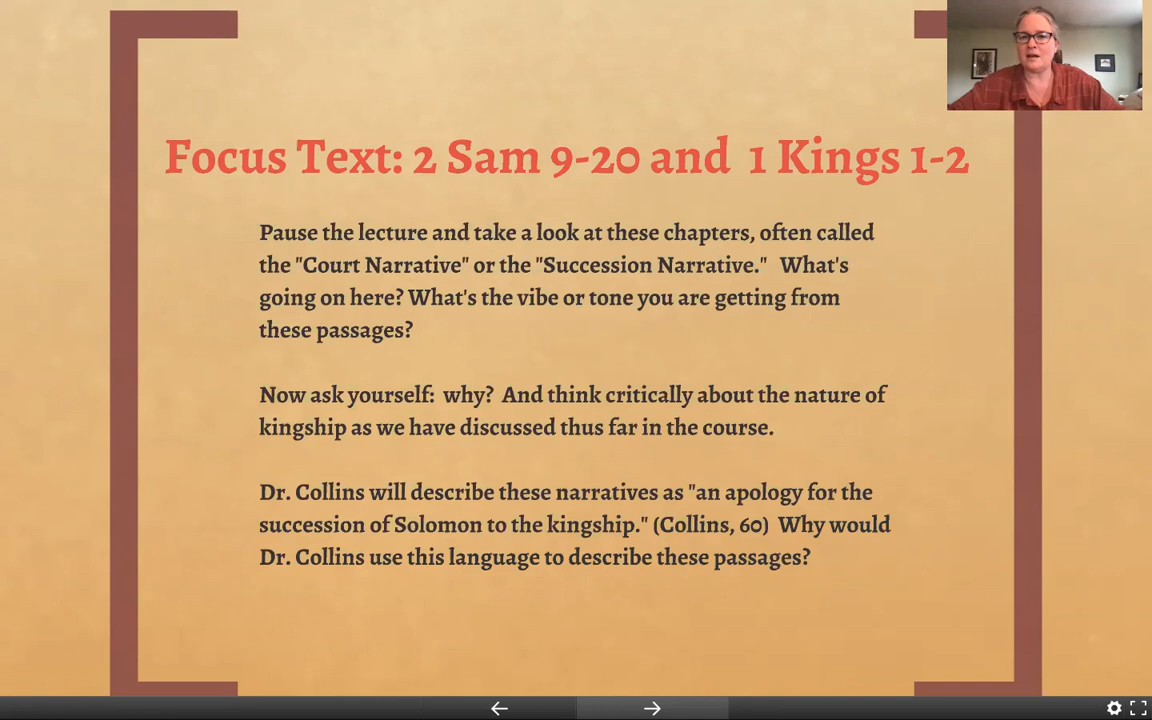 Focus Text: 2 Sam 9-20 and 1 Kings 1-2
Pause the lecture and take a look at these chapters, often called
the "Court Narrative" or the "Succession Narrative." What's
going on here? What's the vibe or tone you are getting from
these passages?
Now ask yourself: why? And think critically about the nature of
kingship as we have discussed thus far in the course.
Dr. Collins will describe these narratives as "an apology for the
succession of Solomon to the kingship." (Collins, 60) Why would
Dr. Collins use this language to describe these passages?